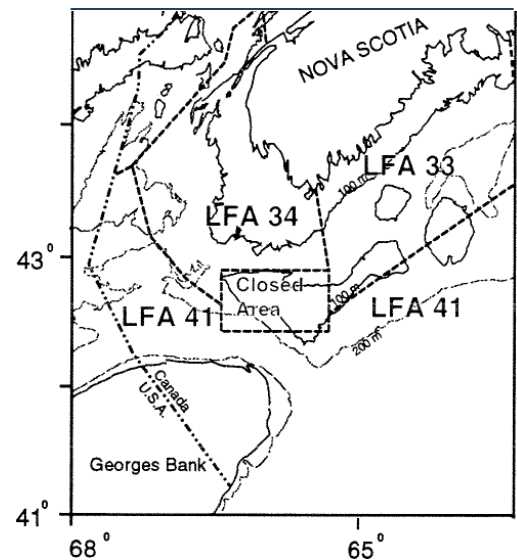 NOVA SCOTIA
100 m
LFA 33
LFA 34
43°
Closed
Area
100 m
LFA 41
LFA 41
200 m
Canada
U.S.A.
Georges Bank
41°
68°
65°